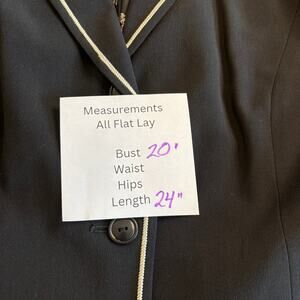 Measurements
All Flat Lay
Bust 20'
Waist
Hips
Length 24"